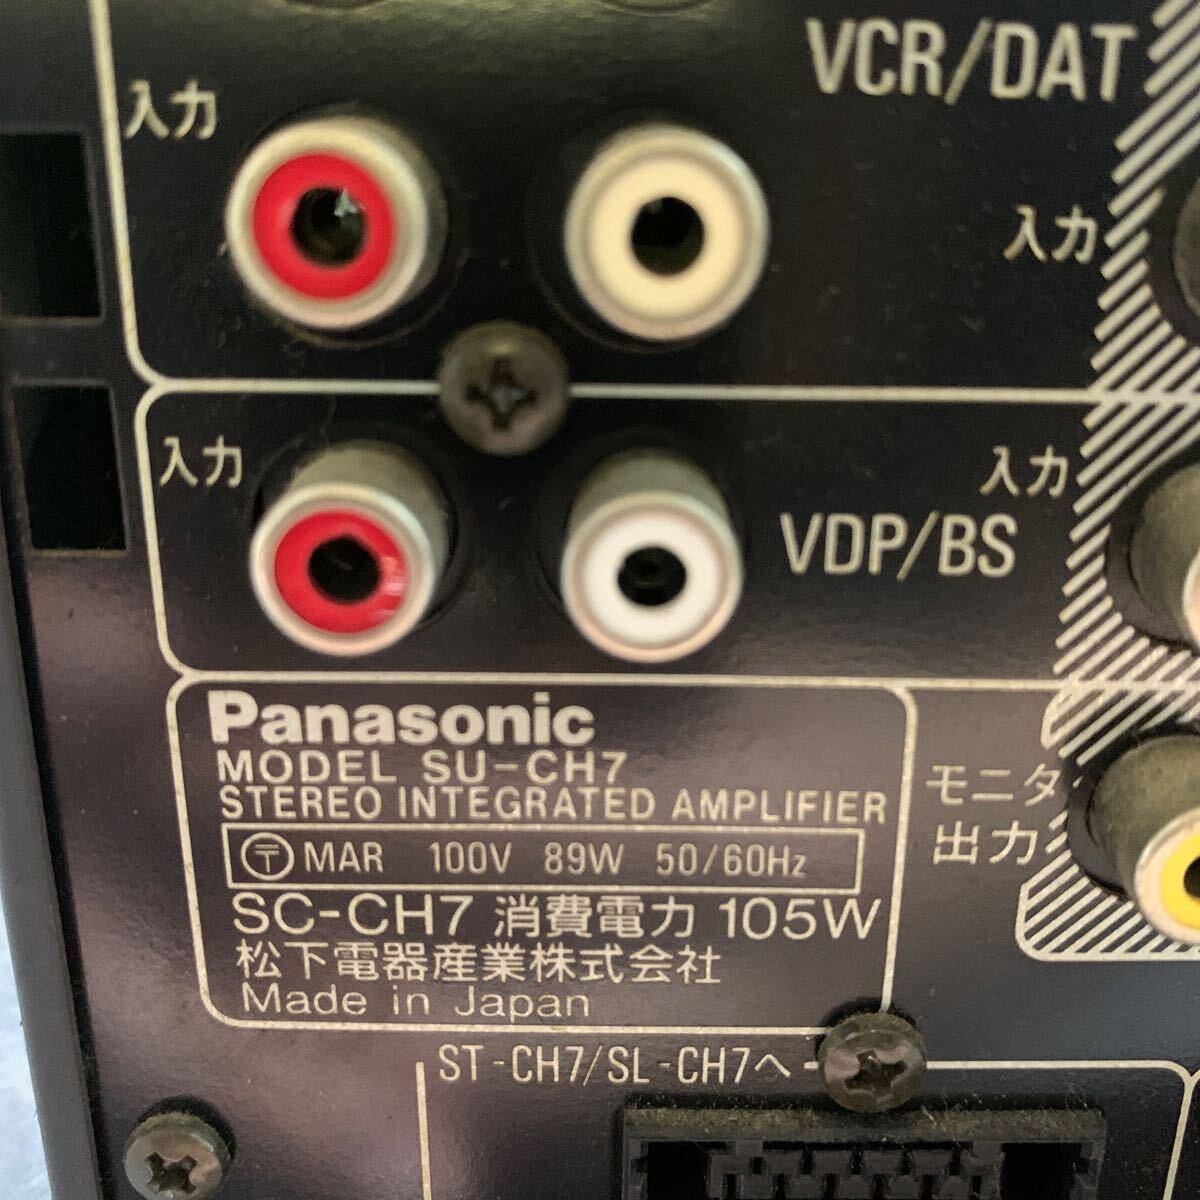 VCR/DAT
入力
入力
入力
入力
VDP/BS
Panasonic
MODEL SU-CH7
STEREO INTEGRATED AMPLIFIER
〒 MAR 100V 89W 50/60Hz
SC-CH7 消費電力 105W
松下電器産業株式会社
Made in Japan
モニター
出力
ST-CH7/SL-CH7へ